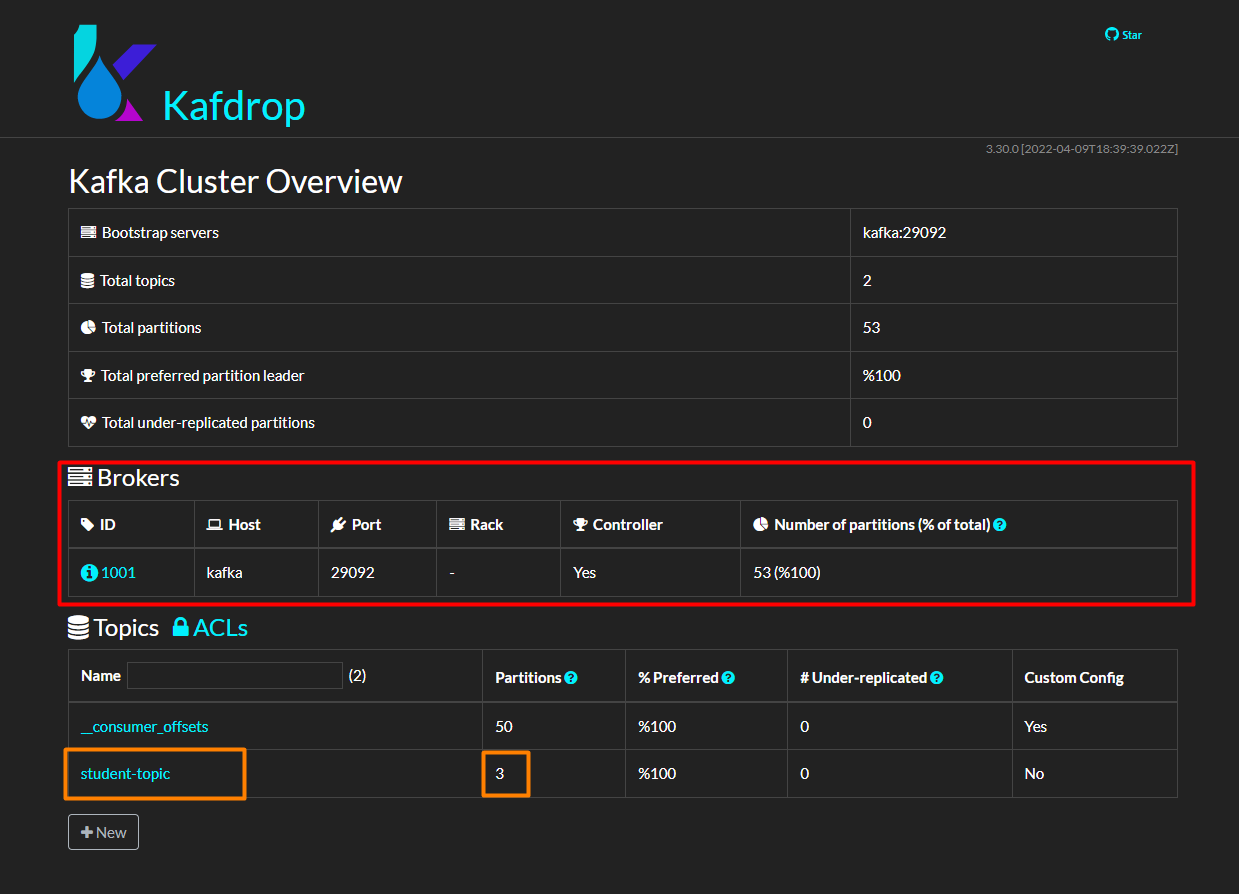 Star
Kafdrop
3.30.0 [2022-04-09T18:39:39.022Z]
Kafka Cluster Overview
Bootstrap servers kafka:29092
Total topics 2
Total partitions 53
Total preferred partition leader %100
Total under-replicated partitions 0
Brokers
ID Host Port Rack Controller Number of partitions (% of total)
1001 kafka 29092 - Yes 53 (%100)
Topics ACLs
Name (2) Partitions % Preferred # Under-replicated Custom Config
__consumer_offsets 50 %100 0 Yes
student-topic 3 %100 0 No
New